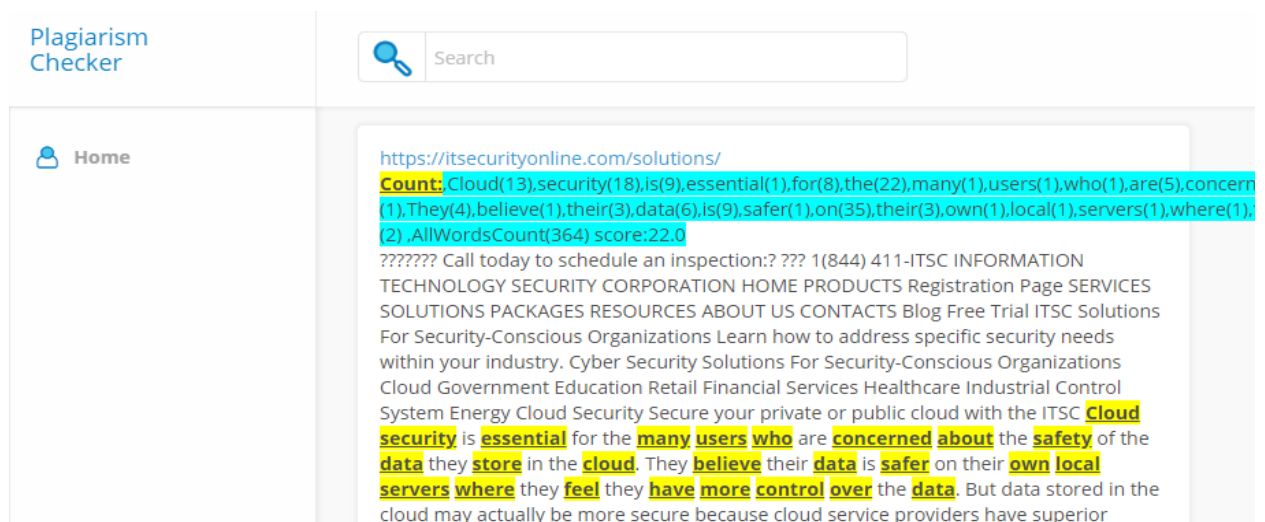 Plagiarism
Checker
Search
Home
https://itsecurityonline.com/solutions/
Count:,Cloud(13),security(18),is(9),essential(1),for(8),the(22),many(1),users(1),who(1),are(5),concern
(1),They(4),believe(1),their(3),data(6),is(9),safer(1),on(35),their(3),own(1),local(1),servers(1),where(1),
(2) ,AllWordsCount(364) score:22.0
??????? Call today to schedule an inspection:? ??? 1(844) 411-ITSC INFORMATION
TECHNOLOGY SECURITY CORPORATION HOME PRODUCTS Registration Page SERVICES
SOLUTIONS PACKAGES RESOURCES ABOUT US CONTACTS Blog Free Trial ITSC Solutions
For Security-Conscious Organizations Learn how to address specific security needs
within your industry. Cyber Security Solutions For Security-Conscious Organizations
Cloud Government Education Retail Financial Services Healthcare Industrial Control
System Energy Cloud Security Secure your private or public cloud with the ITSC Cloud
security is essential for the many users who are concerned about the safety of the
data they store in the cloud. They believe their data is safer on their own local
servers where they feel they have more control over the data. But data stored in the
cloud may actually be more secure because cloud service providers have superior